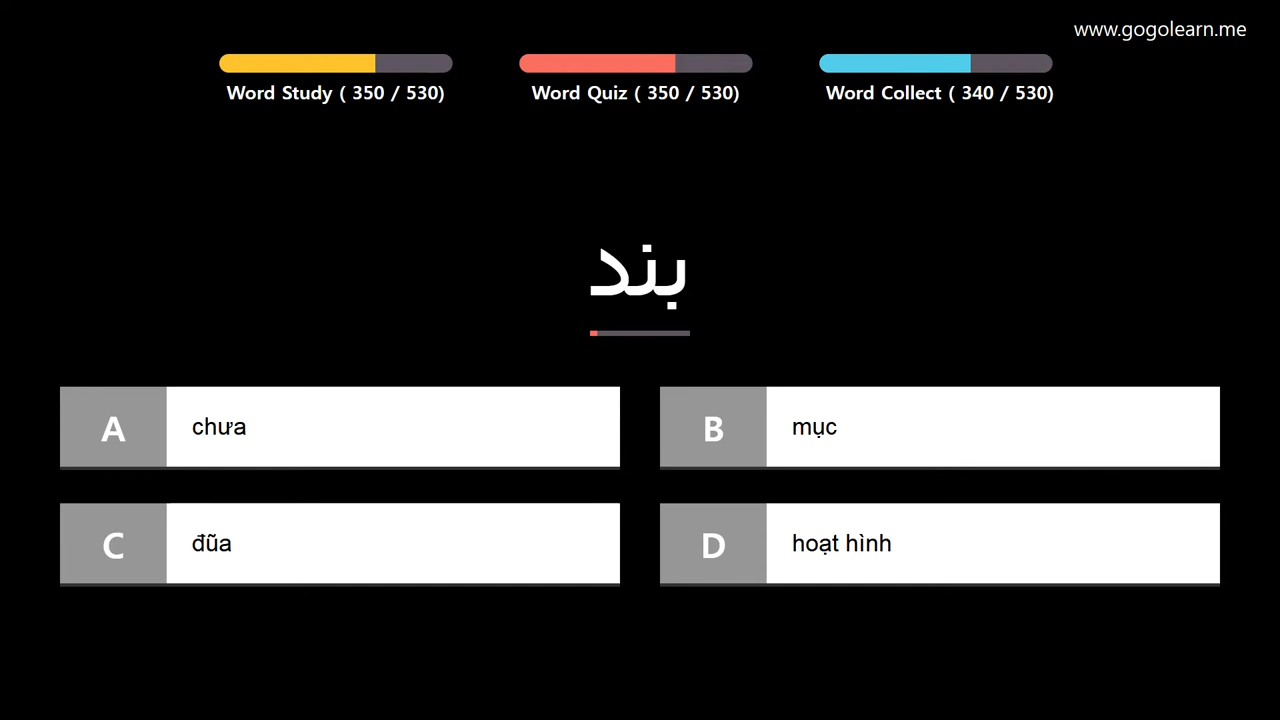 www.gogolearn.me
Word Study ( 350 / 530)
Word Quiz ( 350 / 530)
Word Collect ( 340 / 530)
بند
A
chưa
B
mục
C
đũa
D
hoạt hình